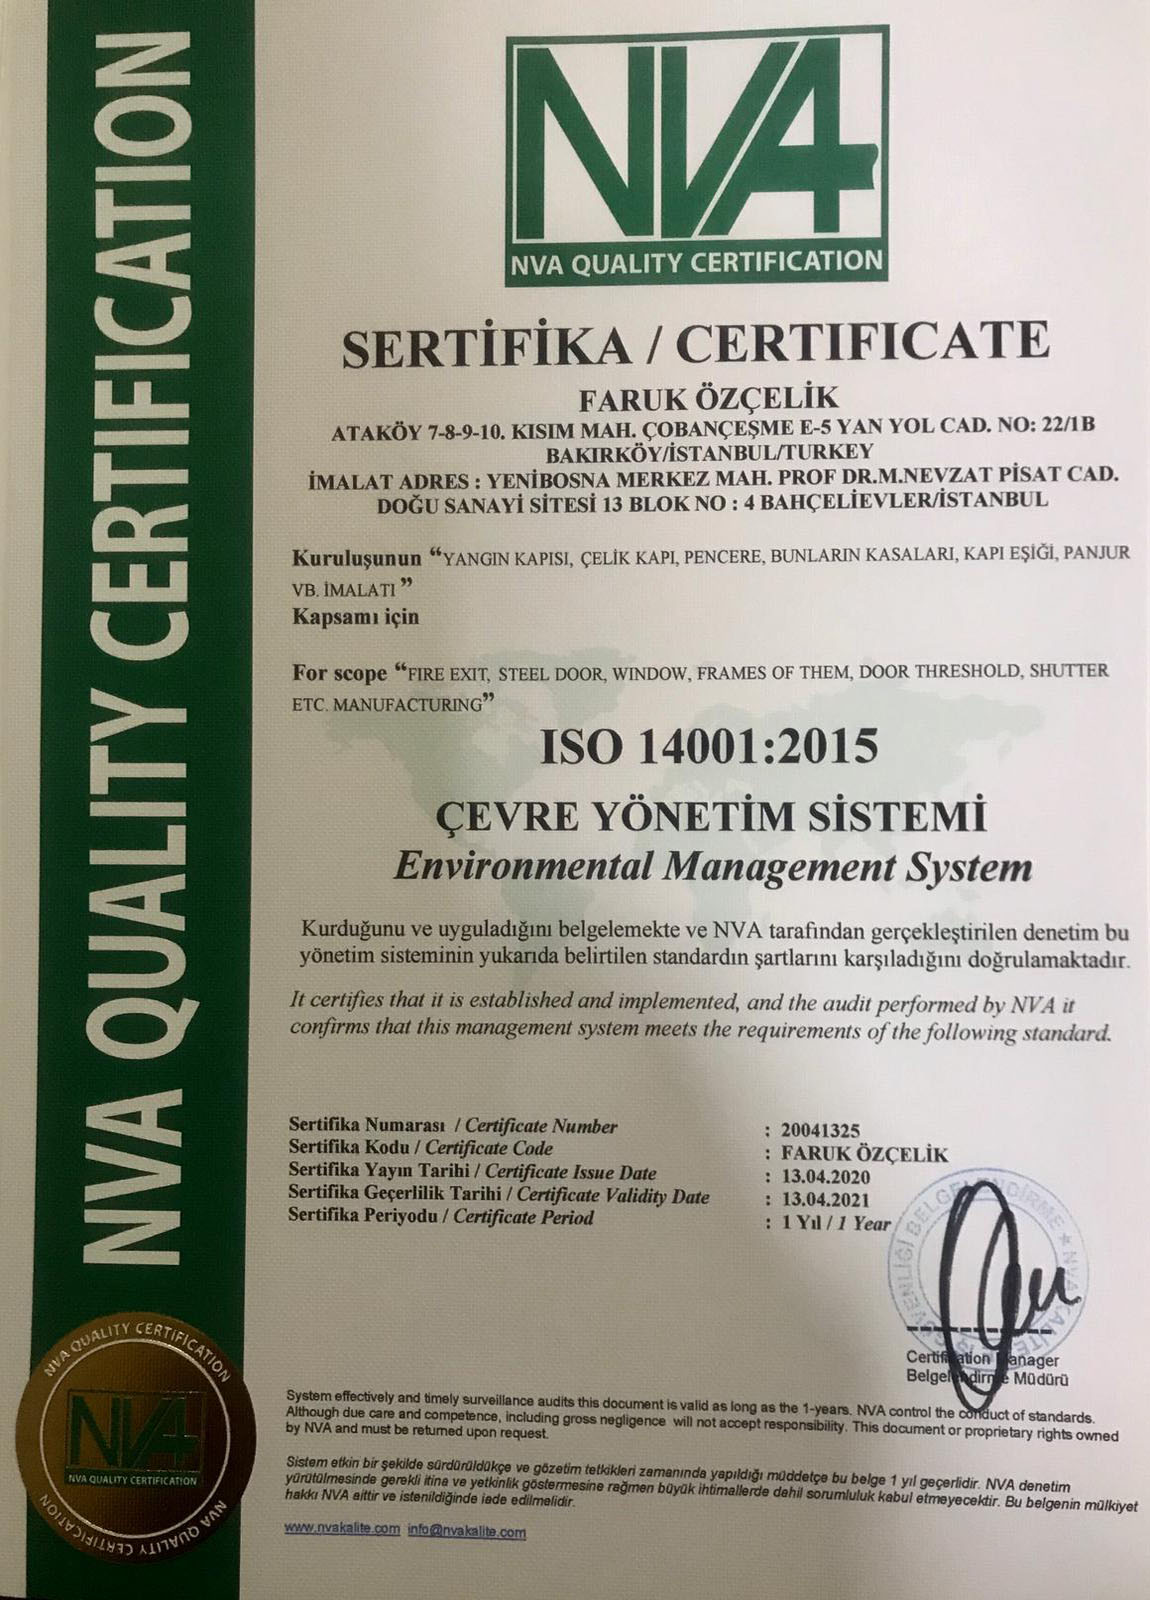 NVA QUALITY CERTIFICATION
NVA
NVA QUALITY CERTIFICATION
SERTİFİKA / CERTIFICATE
FARUK ÖZÇELİK
ATAKÖY 7-8-9-10. KISIM MAH. ÇOBANÇEŞME E-5 YAN YOL CAD. NO: 22/1B
BAKIRKÖY/İSTANBUL/TURKEY
İMALAT ADRES : YENİBOSNA MERKEZ MAH. PROF DR.M.NEVZAT PİSAT CAD.
DOĞU SANAYİ SİTESİ 13 BLOK NO : 4 BAHÇELİEVLER/İSTANBUL
Kuruluşunun “YANGIN KAPISI, ÇELİK KAPI, PENCERE, BUNLARIN KASALARI, KAPI EŞİĞİ, PANJUR
VB. İMALATI ”
Kapsamı için
For scope “FIRE EXIT, STEEL DOOR, WINDOW, FRAMES OF THEM, DOOR THRESHOLD, SHUTTER
ETC. MANUFACTURING”
ISO 14001:2015
ÇEVRE YÖNETİM SİSTEMİ
Environmental Management System
Kurduğunu ve uyguladığını belgelemekte ve NVA tarafından gerçekleştirilen denetim bu
yönetim sisteminin yukarıda belirtilen standardın şartlarını karşıladığını doğrulamaktadır.
It certifies that it is established and implemented, and the audit performed by NVA it
confirms that this management system meets the requirements of the following standard.
Sertifika Numarası / Certificate Number : 20041325
Sertifika Kodu / Certificate Code : FARUK ÖZÇELİK
Sertifika Yayın Tarihi / Certificate Issue Date : 13.04.2020
Sertifika Geçerlilik Tarihi / Certificate Validity Date : 13.04.2021
Sertifika Periyodu / Certificate Period : 1 Yıl / 1 Year
Certification Manager
Belgelendirme Müdürü
System effectively and timely surveillance audits this document is valid as long as the 1-years. NVA control the conduct of standards.
Although due care and competence, including gross negligence will not accept responsibility. This document or proprietary rights owned
by NVA and must be returned upon request.
Sistem etkin bir şekilde sürdürüldükçe ve gözetim tetkikleri zamanında yapıldığı müddetçe bu belge 1 yıl geçerlidir. NVA denetim
yürütülmesinde gerekli itina ve yetkinlik göstermesine rağmen büyük ihtimallerde dahil sorumluluk kabul etmeyecektir. Bu belgenin mülkiyet
hakkı NVA aittir ve istenildiğinde iade edilmelidir.
www.nvakalite.com info@nvakalite.com
NVA QUALITY CERTIFICATION
NVA
NVA QUALITY CERTIFICATION
NVA QUALITY CERTIFICATION